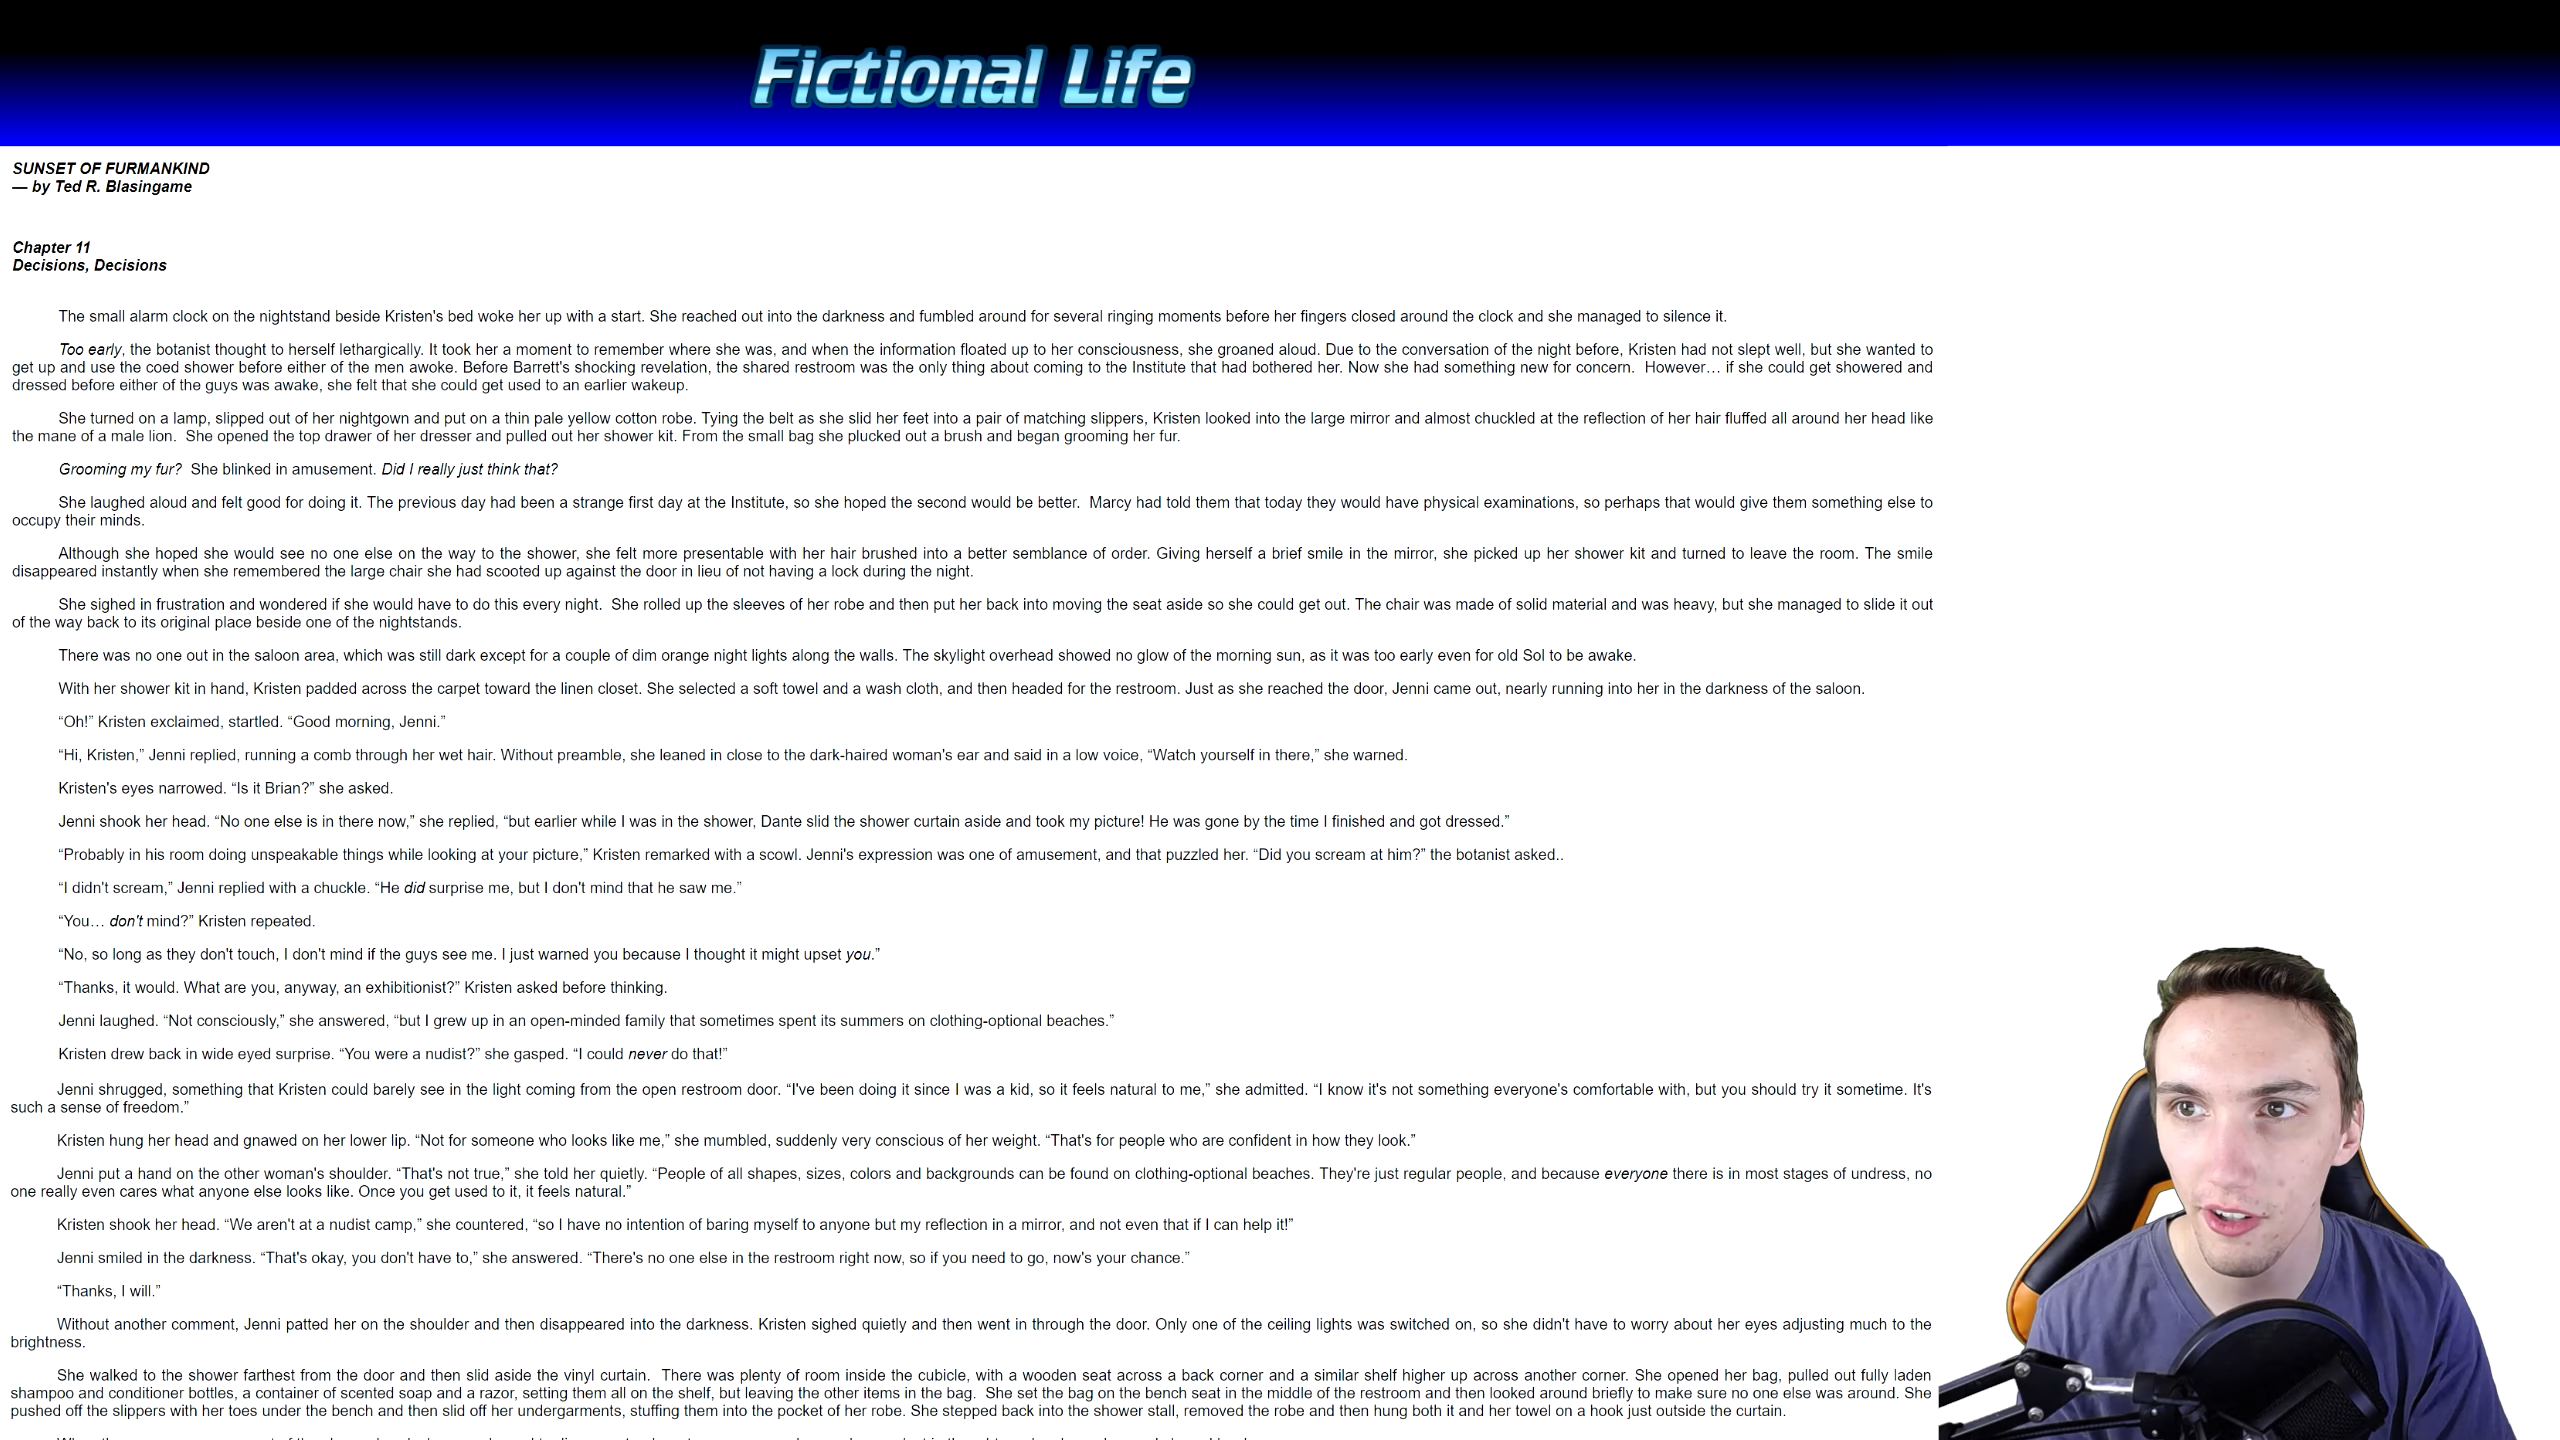 Fictional Life
SUNSET OF FURMANKIND
— by Ted R. Blasingame
Chapter 11
Decisions, Decisions
The small alarm clock on the nightstand beside Kristen's bed woke her up with a start. She reached out into the darkness and fumbled around for several ringing moments before her fingers closed around the clock and she managed to silence it.
Too early, the botanist thought to herself lethargically. It took her a moment to remember where she was, and when the information floated up to her consciousness, she groaned aloud. Due to the conversation of the night before, Kristen had not slept well, but she wanted to
get up and use the coed shower before either of the men awoke. Before Barrett's shocking revelation, the shared restroom was the only thing about coming to the Institute that had bothered her. Now she had something new for concern.  However… if she could get showered and
dressed before either of the guys was awake, she felt that she could get used to an earlier wakeup.
She turned on a lamp, slipped out of her nightgown and put on a thin pale yellow cotton robe. Tying the belt as she slid her feet into a pair of matching slippers, Kristen looked into the large mirror and almost chuckled at the reflection of her hair fluffed all around her head like
the mane of a male lion.  She opened the top drawer of her dresser and pulled out her shower kit. From the small bag she plucked out a brush and began grooming her fur.
Grooming my fur?  She blinked in amusement. Did I really just think that?
She laughed aloud and felt good for doing it. The previous day had been a strange first day at the Institute, so she hoped the second would be better.  Marcy had told them that today they would have physical examinations, so perhaps that would give them something else to
occupy their minds.
Although she hoped she would see no one else on the way to the shower, she felt more presentable with her hair brushed into a better semblance of order. Giving herself a brief smile in the mirror, she picked up her shower kit and turned to leave the room. The smile
disappeared instantly when she remembered the large chair she had scooted up against the door in lieu of not having a lock during the night.
She sighed in frustration and wondered if she would have to do this every night.  She rolled up the sleeves of her robe and then put her back into moving the seat aside so she could get out. The chair was made of solid material and was heavy, but she managed to slide it out
of the way back to its original place beside one of the nightstands.
There was no one out in the saloon area, which was still dark except for a couple of dim orange night lights along the walls. The skylight overhead showed no glow of the morning sun, as it was too early even for old Sol to be awake.
With her shower kit in hand, Kristen padded across the carpet toward the linen closet. She selected a soft towel and a wash cloth, and then headed for the restroom. Just as she reached the door, Jenni came out, nearly running into her in the darkness of the saloon.
“Oh!” Kristen exclaimed, startled. “Good morning, Jenni.”
“Hi, Kristen,” Jenni replied, running a comb through her wet hair. Without preamble, she leaned in close to the dark-haired woman's ear and said in a low voice, “Watch yourself in there,” she warned.
Kristen's eyes narrowed. “Is it Brian?” she asked.
Jenni shook her head. “No one else is in there now,” she replied, “but earlier while I was in the shower, Dante slid the shower curtain aside and took my picture! He was gone by the time I finished and got dressed.”
“Probably in his room doing unspeakable things while looking at your picture,” Kristen remarked with a scowl. Jenni's expression was one of amusement, and that puzzled her. “Did you scream at him?” the botanist asked..
“I didn't scream,” Jenni replied with a chuckle. “He did surprise me, but I don't mind that he saw me.”
“You… don't mind?” Kristen repeated.
“No, so long as they don't touch, I don't mind if the guys see me. I just warned you because I thought it might upset you.”
“Thanks, it would. What are you, anyway, an exhibitionist?” Kristen asked before thinking.
Jenni laughed. “Not consciously,” she answered, “but I grew up in an open-minded family that sometimes spent its summers on clothing-optional beaches.”
Kristen drew back in wide eyed surprise. “You were a nudist?” she gasped. “I could never do that!”
Jenni shrugged, something that Kristen could barely see in the light coming from the open restroom door. “I've been doing it since I was a kid, so it feels natural to me,” she admitted. “I know it's not something everyone's comfortable with, but you should try it sometime. It's
such a sense of freedom.”
Kristen hung her head and gnawed on her lower lip. “Not for someone who looks like me,” she mumbled, suddenly very conscious of her weight. “That's for people who are confident in how they look.”
Jenni put a hand on the other woman's shoulder. “That's not true,” she told her quietly. “People of all shapes, sizes, colors and backgrounds can be found on clothing-optional beaches. They're just regular people, and because everyone there is in most stages of undress, no
one really even cares what anyone else looks like. Once you get used to it, it feels natural.”
Kristen shook her head. “We aren't at a nudist camp,” she countered, “so I have no intention of baring myself to anyone but my reflection in a mirror, and not even that if I can help it!”
Jenni smiled in the darkness. “That's okay, you don't have to,” she answered. “There's no one else in the restroom right now, so if you need to go, now's your chance.”
“Thanks, I will.”
Without another comment, Jenni patted her on the shoulder and then disappeared into the darkness. Kristen sighed quietly and then went in through the door. Only one of the ceiling lights was switched on, so she didn't have to worry about her eyes adjusting much to the
brightness.
She walked to the shower farthest from the door and then slid aside the vinyl curtain.  There was plenty of room inside the cubicle, with a wooden seat across a back corner and a similar shelf higher up across another corner. She opened her bag, pulled out fully laden
shampoo and conditioner bottles, a container of scented soap and a razor, setting them all on the shelf, but leaving the other items in the bag.  She set the bag on the bench seat in the middle of the restroom and then looked around briefly to make sure no one else was around. She
pushed off the slippers with her toes under the bench and then slid off her undergarments, stuffing them into the pocket of her robe. She stepped back into the shower stall, removed the robe and then hung both it and her towel on a hook just outside the curtain.